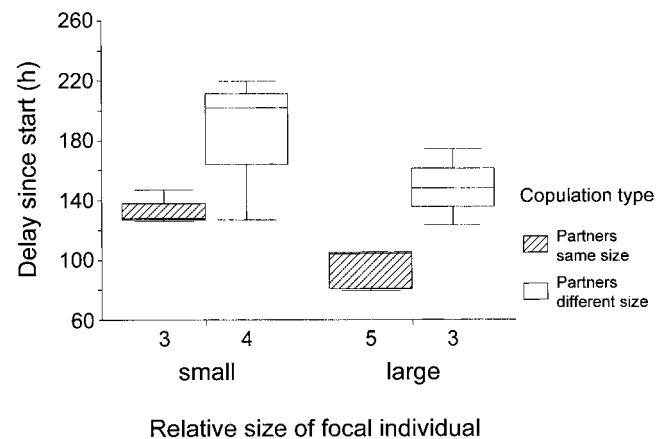 260
220
180
140
100
60
Delay since start (h)
3 4 5 3
small large
Relative size of focal individual
Copulation type
Partners
same size
Partners
different size